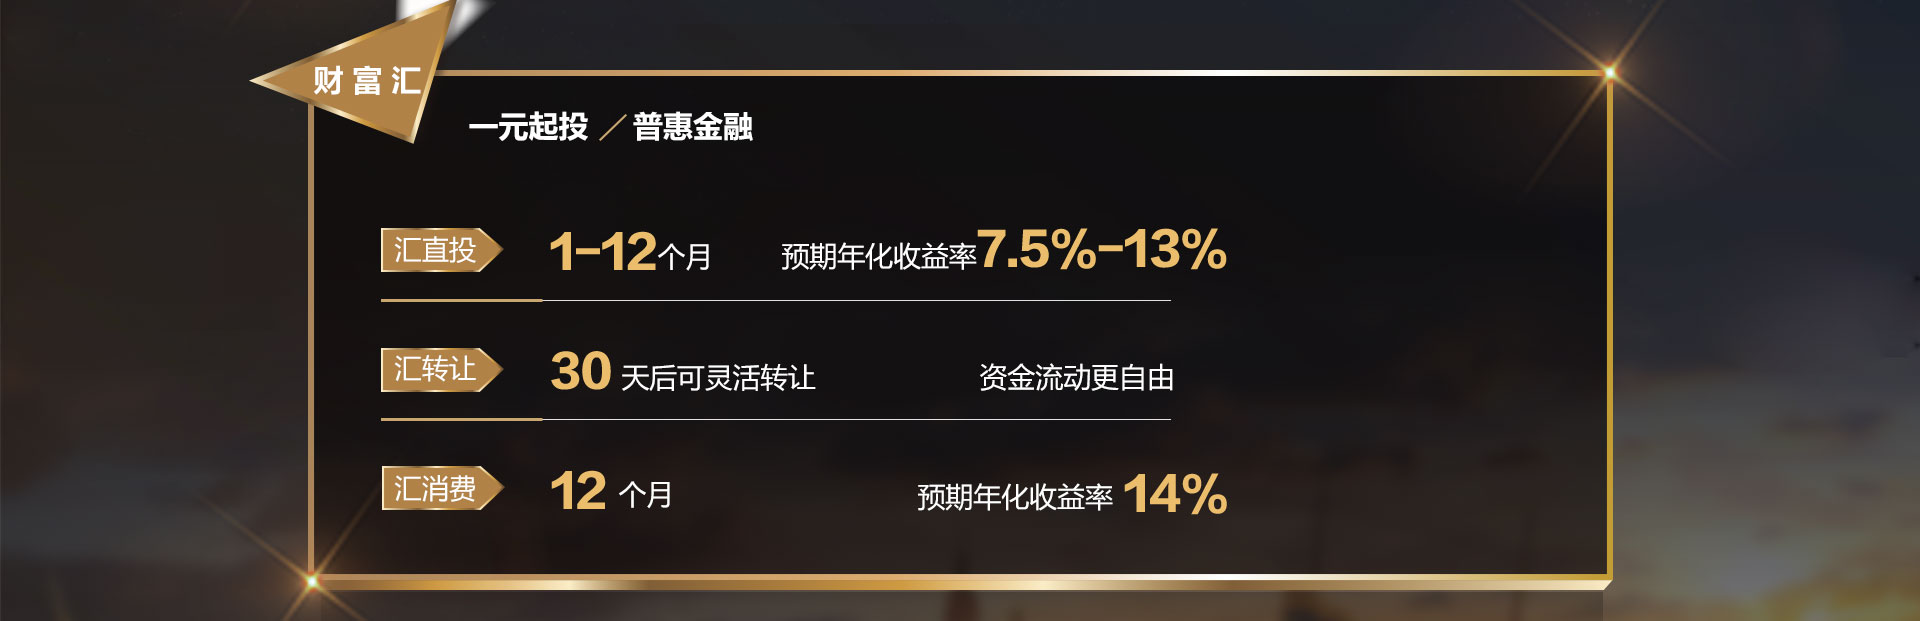 财富汇
一元起投 ／ 普惠金融
汇直投 1-12个月 预期年化收益率7.5%-13%
汇转让 30 天后可灵活转让 资金流动更自由
汇消费 12 个月 预期年化收益率 14%